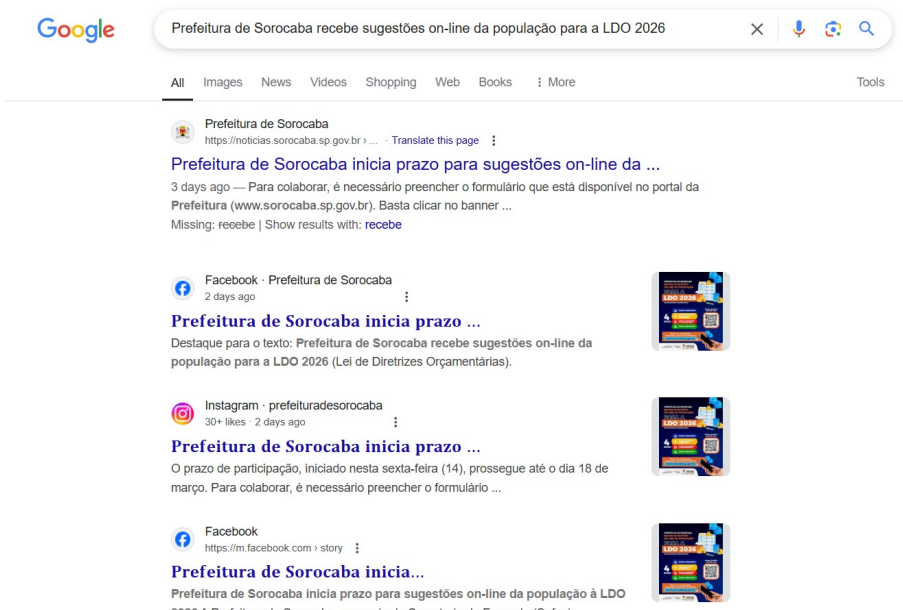 Google
Prefeitura de Sorocaba recebe sugestões on-line da população para a LDO 2026
All Images News Videos Shopping Web Books More Tools
Prefeitura de Sorocaba
https://noticias.sorocaba.sp.gov.br › ... · Translate this page
Prefeitura de Sorocaba inicia prazo para sugestões on-line da ...
3 days ago — Para colaborar, é necessário preencher o formulário que está disponível no portal da
Prefeitura (www.sorocaba.sp.gov.br). Basta clicar no banner ...
Missing: recebe | Show results with: recebe
Facebook · Prefeitura de Sorocaba
2 days ago
Prefeitura de Sorocaba inicia prazo ...
Destaque para o texto: Prefeitura de Sorocaba recebe sugestões on-line da
população para a LDO 2026 (Lei de Diretrizes Orçamentárias).
LDO 2026
Instagram · prefeituradesorocaba
30+ likes · 2 days ago
Prefeitura de Sorocaba inicia prazo ...
O prazo de participação, iniciado nesta sexta-feira (14), prossegue até o dia 18 de
março. Para colaborar, é necessário preencher o formulário ...
LDO 2026
Facebook
https://m.facebook.com › story
Prefeitura de Sorocaba inicia...
Prefeitura de Sorocaba inicia prazo para sugestões on-line da população à LDO
LDO 2026